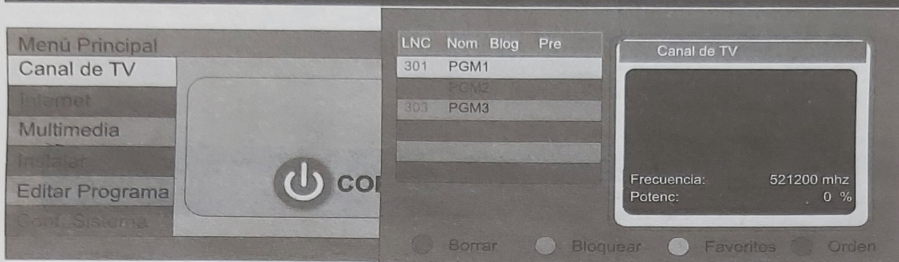 Menú Principal
Canal de TV
Internet
Multimedia
Instalar
Editar Programa
Conf. Sistema
LNC Nom Blog Pre
301 PGM1
PGM2
303 PGM3
Canal de TV
Frecuencia: 521200 mhz
Potenc: 0 %
Borrar Bloquear Favorites Orden